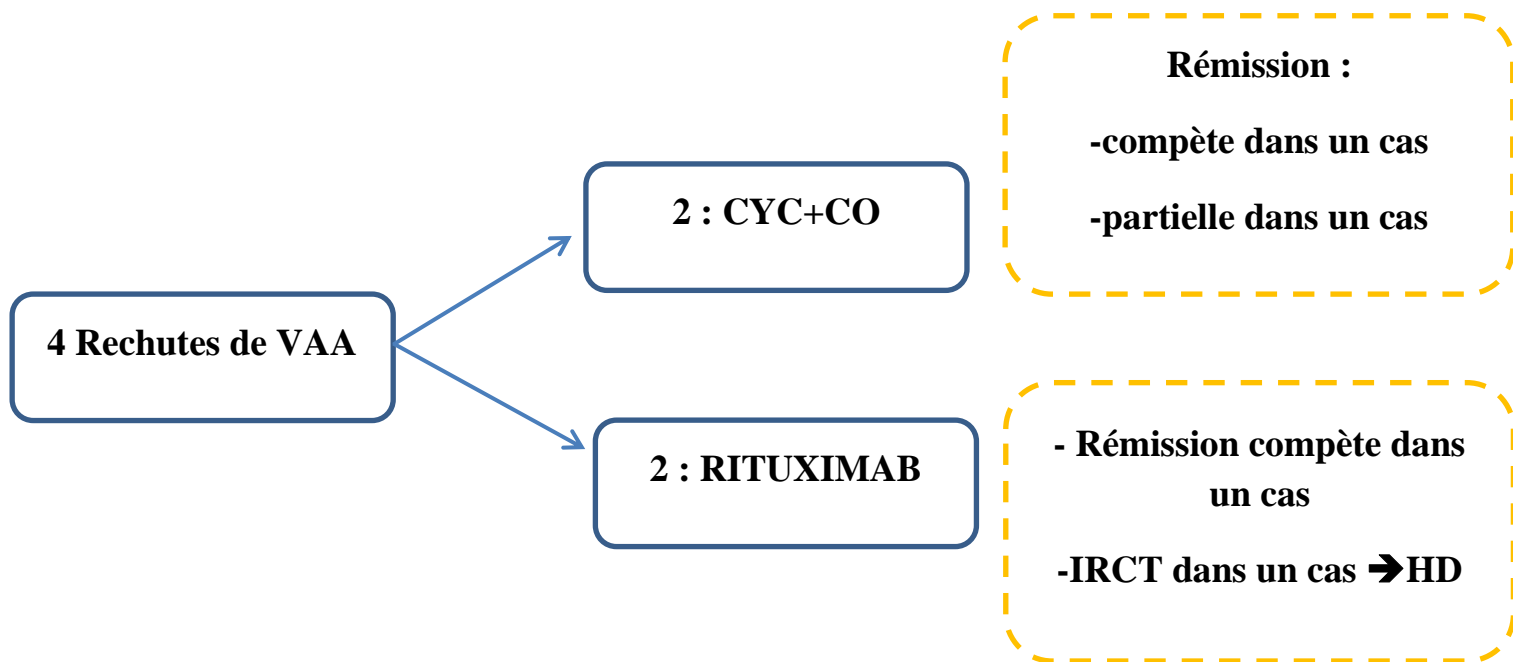 4 Rechutes de VAA
2 : CYC+CO
Rémission :
-compète dans un cas
-partielle dans un cas
2 : RITUXIMAB
- Rémission compète dans
un cas
-IRCT dans un cas ➔HD